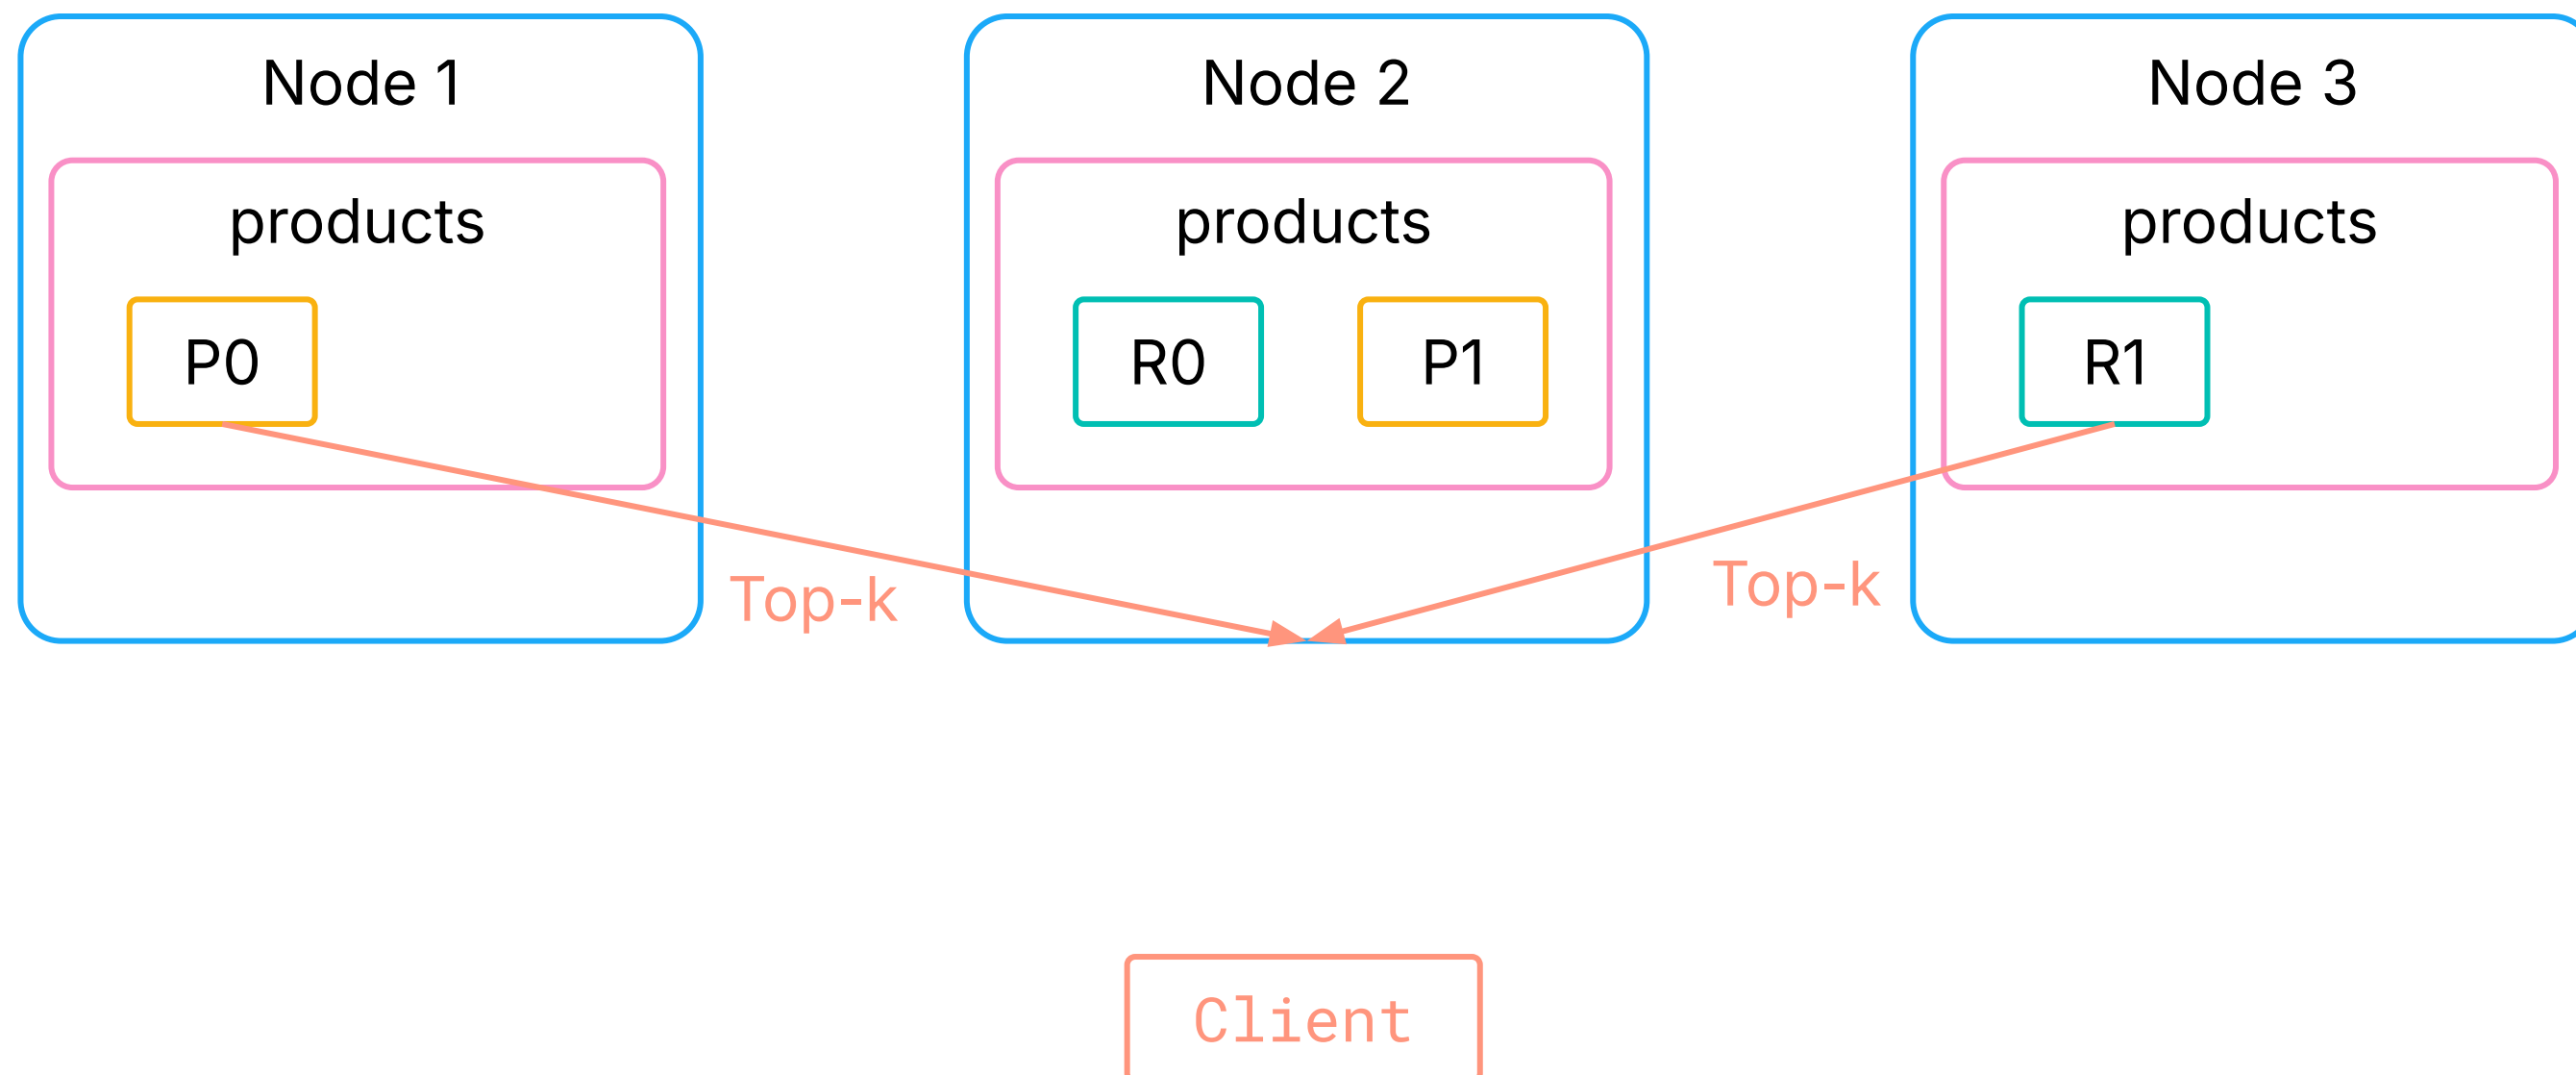 Node 1
products
P0
Node 2
products
R0
P1
Node 3
products
R1
Top-k
Top-k
Client